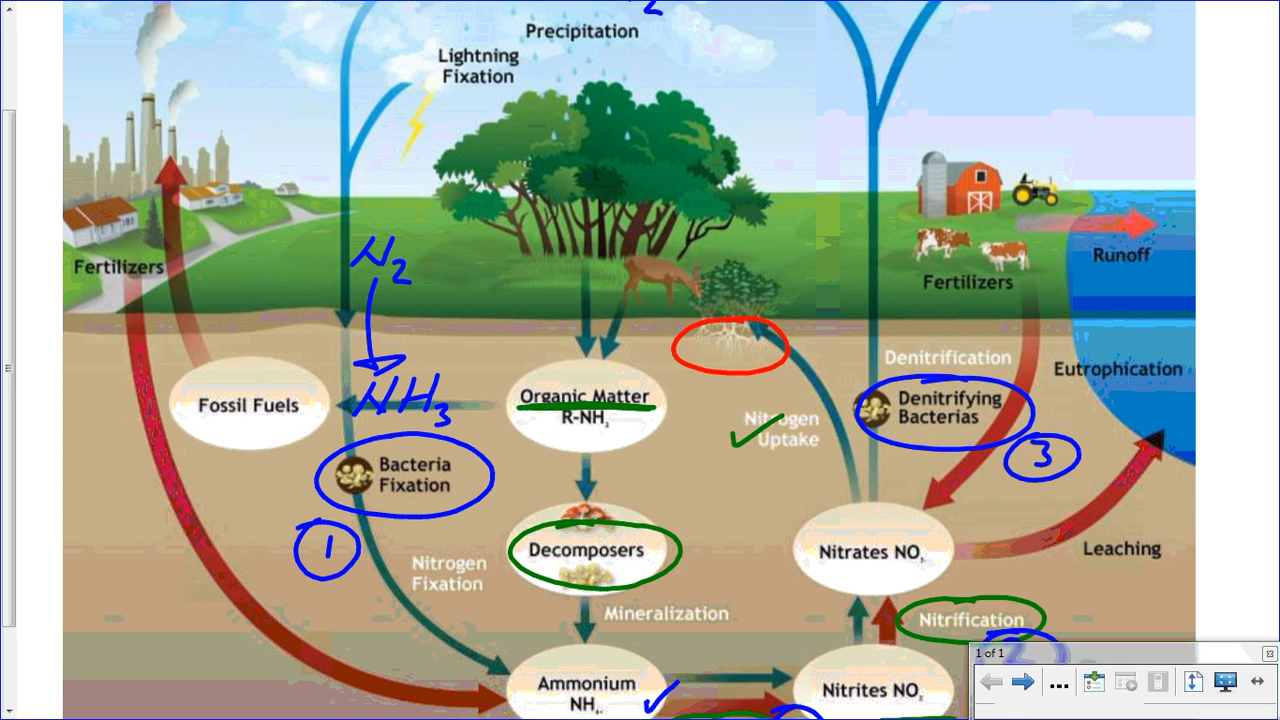 2
Precipitation
Lightning
Fixation
N2
Fertilizers
Runoff
Fertilizers
Denitrification
Eutrophication
NH3
Fossil Fuels
Organic Matter
R-NH2
Denitrifying
Bacterias
Nitrogen
Uptake
3
Bacteria
Fixation
1
Decomposers
Nitrates NO3-
Leaching
Nitrogen
Fixation
Mineralization
Nitrification
2
1 of 1
Ammonium
NH4+
Nitrites NO2-
...